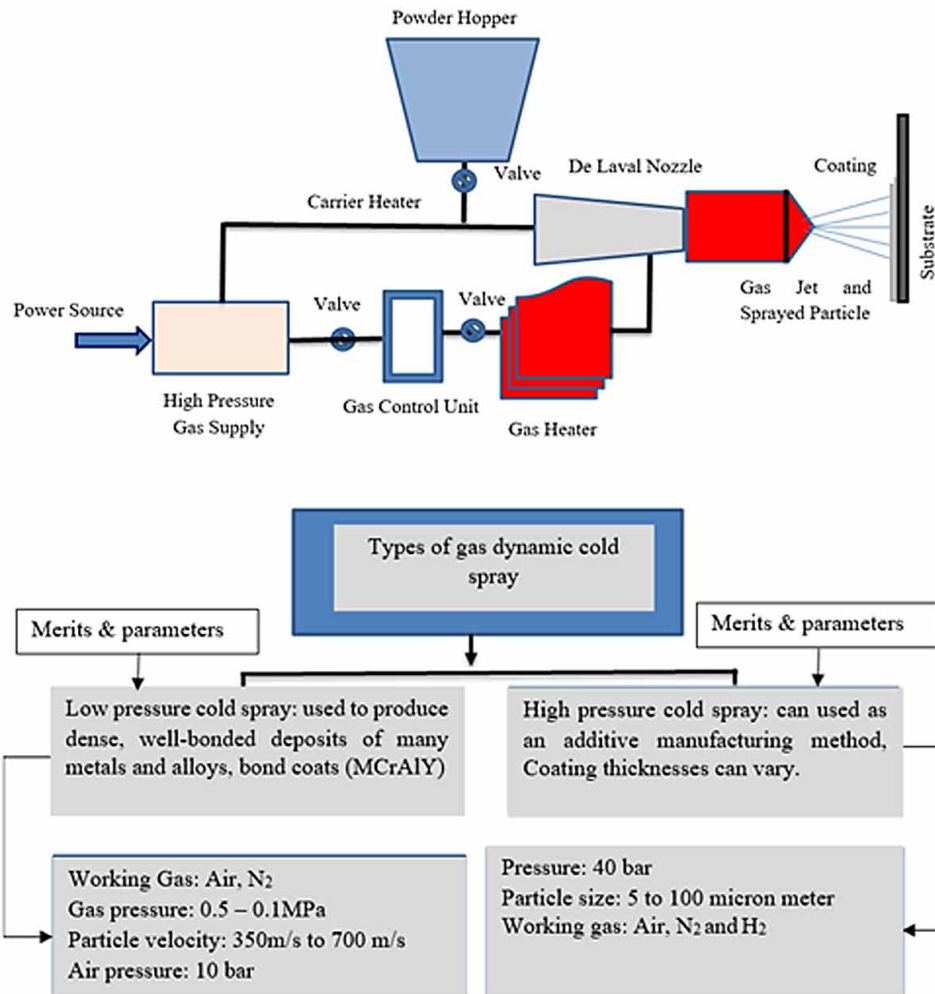 Powder Hopper
Valve
De Laval Nozzle
Coating
Carrier Heater
Substrate
Power Source
Valve
Valve
Gas Jet and
Sprayed Particle
High Pressure
Gas Supply
Gas Control Unit
Gas Heater
Types of gas dynamic cold
spray
Merits & parameters
Merits & parameters
Low pressure cold spray: used to produce
dense, well-bonded deposits of many
metals and alloys, bond coats (MCrAlY)
High pressure cold spray: can used as
an additive manufacturing method,
Coating thicknesses can vary.
Working Gas: Air, N2
Gas pressure: 0.5 – 0.1MPa
Particle velocity: 350m/s to 700 m/s
Air pressure: 10 bar
Pressure: 40 bar
Particle size: 5 to 100 micron meter
Working gas: Air, N2 and H2